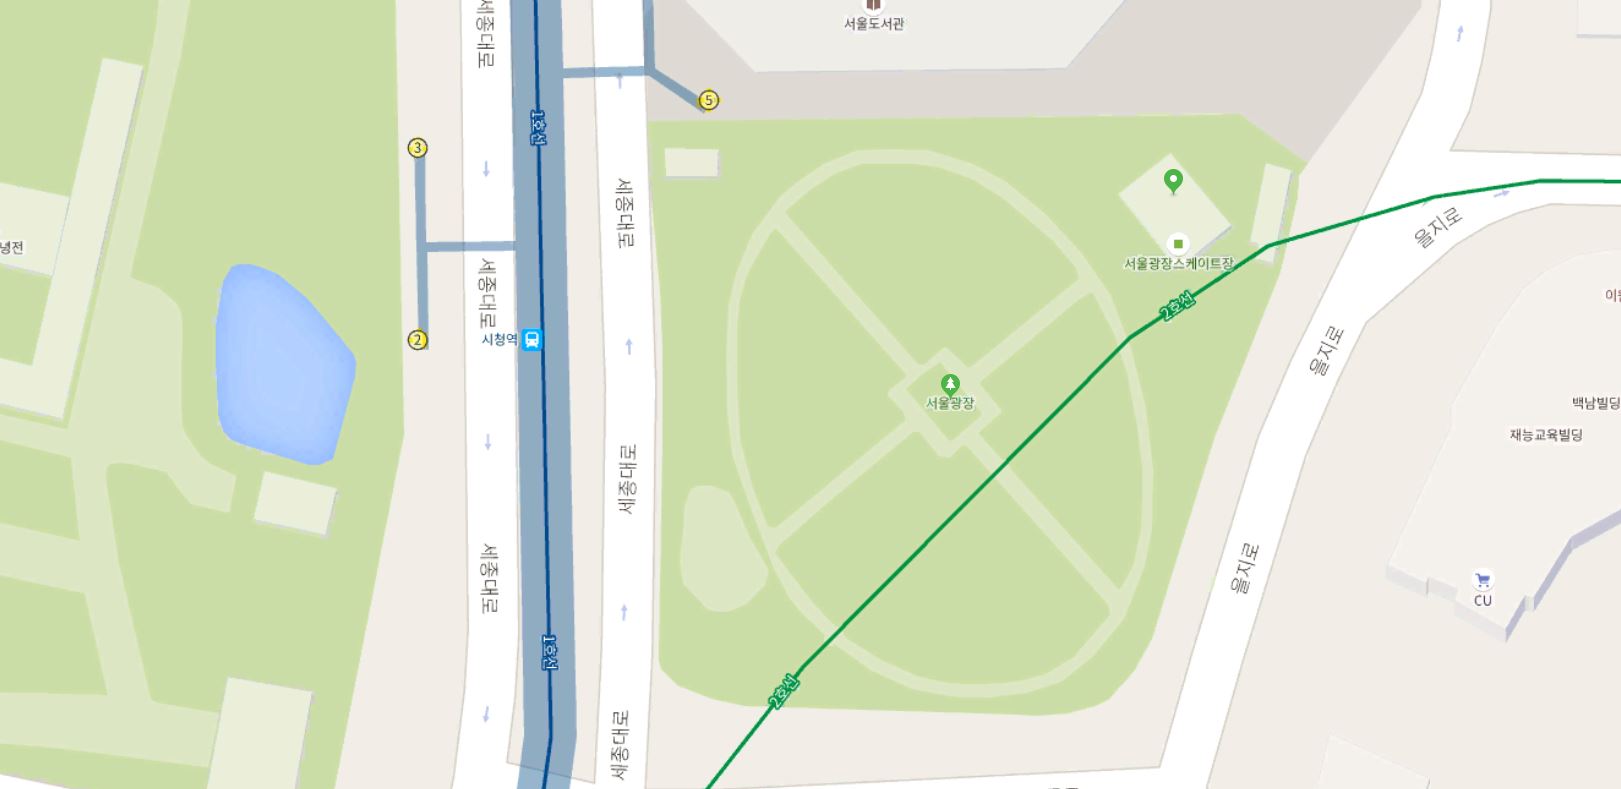 세종대로
서울도서관
5
1호선
3
세종대로
녕전
서울광장스케이트장
을지로
세종대로
2호선
2
시청역
을지로
서울광장
백남빌딩
재능교육빌딩
세종대로
을지로
세종대로
CU
1호선
2호선
세종대로